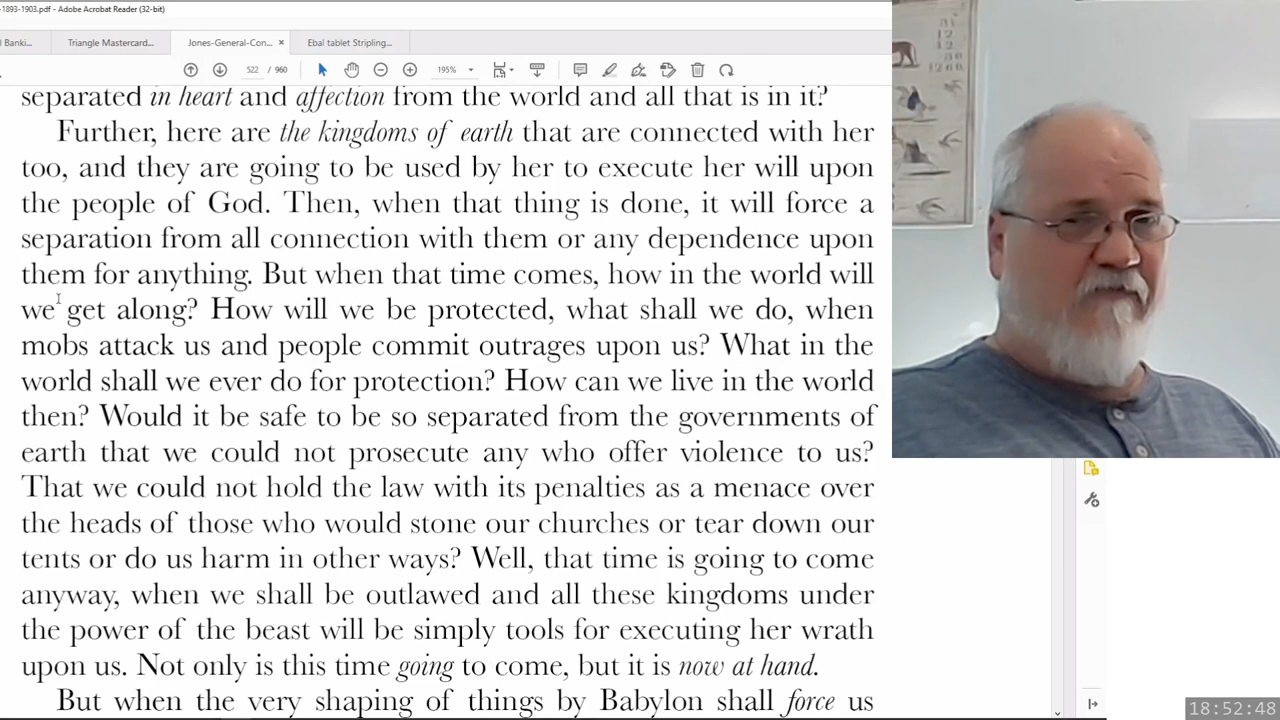 -1893-1903.pdf - Adobe Acrobat Reader (32-bit)
l Banki... Triangle Mastercard... Jones-General-Con... × Ebal tablet Stripling...
522 / 960 195%
separated in heart and affection from the world and all that is in it?
Further, here are the kingdoms of earth that are connected with her
too, and they are going to be used by her to execute her will upon
the people of God. Then, when that thing is done, it will force a
separation from all connection with them or any dependence upon
them for anything. But when that time comes, how in the world will
we get along? How will we be protected, what shall we do, when
mobs attack us and people commit outrages upon us? What in the
world shall we ever do for protection? How can we live in the world
then? Would it be safe to be so separated from the governments of
earth that we could not prosecute any who offer violence to us?
That we could not hold the law with its penalties as a menace over
the heads of those who would stone our churches or tear down our
tents or do us harm in other ways? Well, that time is going to come
anyway, when we shall be outlawed and all these kingdoms under
the power of the beast will be simply tools for executing her wrath
upon us. Not only is this time going to come, but it is now at hand.
But when the very shaping of things by Babylon shall force us
18:52:48